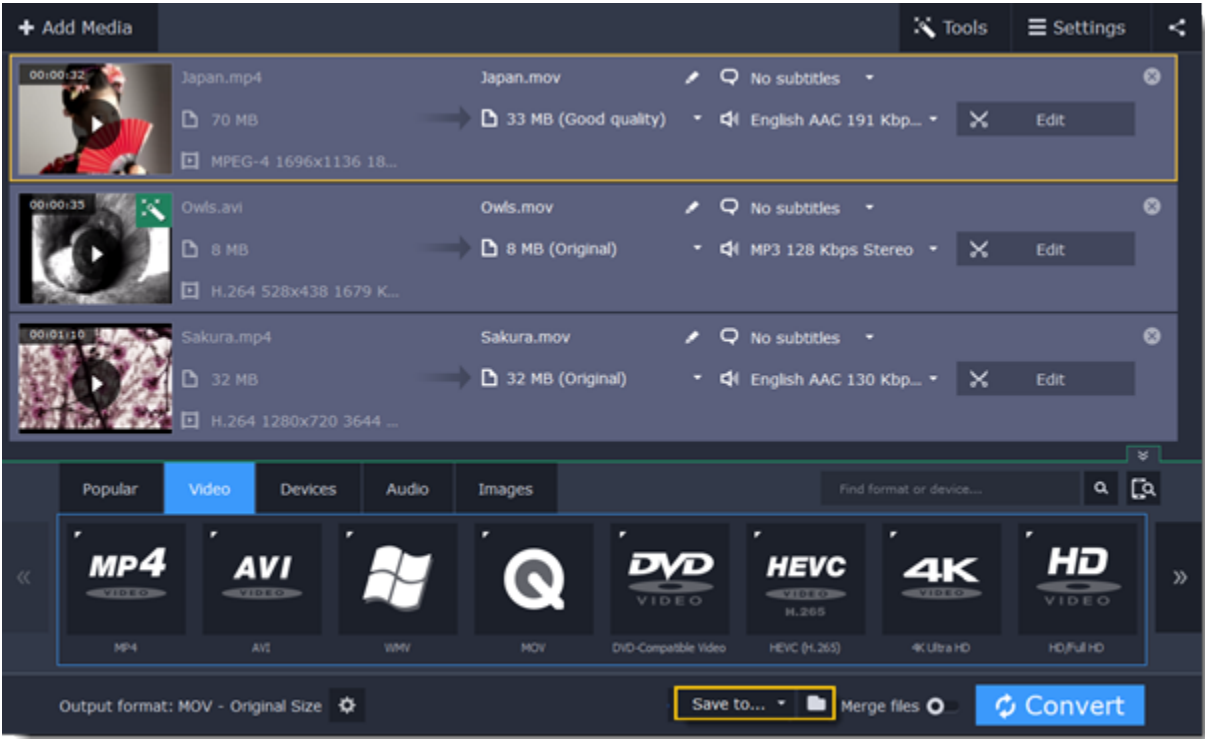 Add Media
Tools
Settings
00:00:32
Japan.mp4
Japan.mov
No subtitles
70 MB
33 MB (Good quality)
English AAC 191 Kbp...
Edit
MPEG-4 1696x1136 18...
00:00:35
Owls.avi
Owls.mov
No subtitles
8 MB
8 MB (Original)
MP3 128 Kbps Stereo
Edit
H.264 528x438 1679 K...
00:01:10
Sakura.mp4
Sakura.mov
No subtitles
32 MB
32 MB (Original)
English AAC 130 Kbp...
Edit
H.264 1280x720 3644 ...
Popular
Video
Devices
Audio
Images
Find format or device...
MP4
VIDEO
AVI
VIDEO
DVD
VIDEO
HEVC
VIDEO
H.265
4K
VIDEO
HD
VIDEO
MP4
AVI
WMV
MOV
DVD-Compatible Video
HEVC (H.265)
4K Ultra HD
HD/Full HD
Output format: MOV - Original Size
Save to...
Merge files
Convert